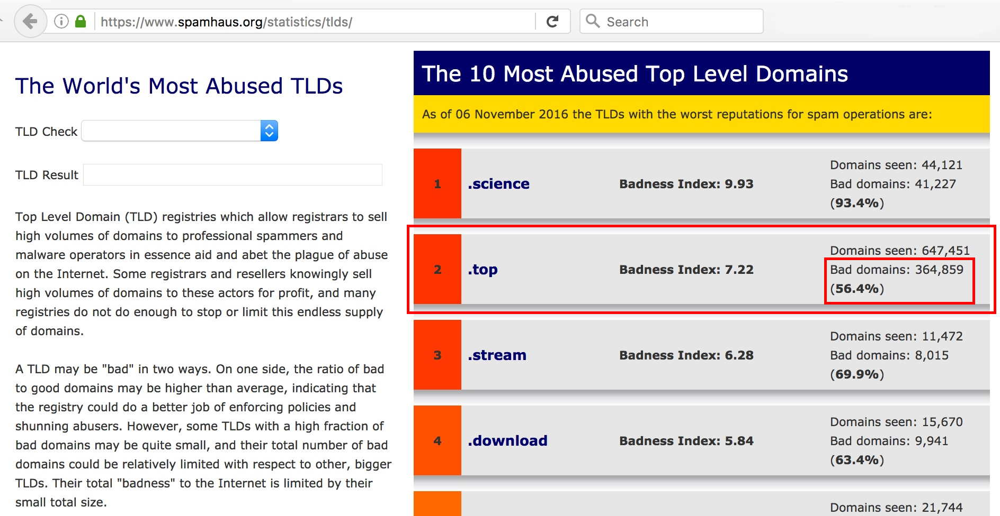 https://www.spamhaus.org/statistics/tlds/
Search
The World's Most Abused TLDs
TLD Check
TLD Result
Top Level Domain (TLD) registries which allow registrars to sell
high volumes of domains to professional spammers and
malware operators in essence aid and abet the plague of abuse
on the Internet. Some registrars and resellers knowingly sell
high volumes of domains to these actors for profit, and many
registries do not do enough to stop or limit this endless supply
of domains.
A TLD may be "bad" in two ways. On one side, the ratio of bad
to good domains may be higher than average, indicating that
the registry could do a better job of enforcing policies and
shunning abusers. However, some TLDs with a high fraction of
bad domains may be quite small, and their total number of bad
domains could be relatively limited with respect to other, bigger
TLDs. Their total "badness" to the Internet is limited by their
small total size.
The 10 Most Abused Top Level Domains
As of 06 November 2016 the TLDs with the worst reputations for spam operations are:
Domains seen: 44,121
1 .science Badness Index: 9.93 Bad domains: 41,227
(93.4%)
Domains seen: 647,451
2 .top Badness Index: 7.22 Bad domains: 364,859
(56.4%)
Domains seen: 11,472
3 .stream Badness Index: 6.28 Bad domains: 8,015
(69.9%)
Domains seen: 15,670
4 .download Badness Index: 5.84 Bad domains: 9,941
(63.4%)
Domains seen: 21,744